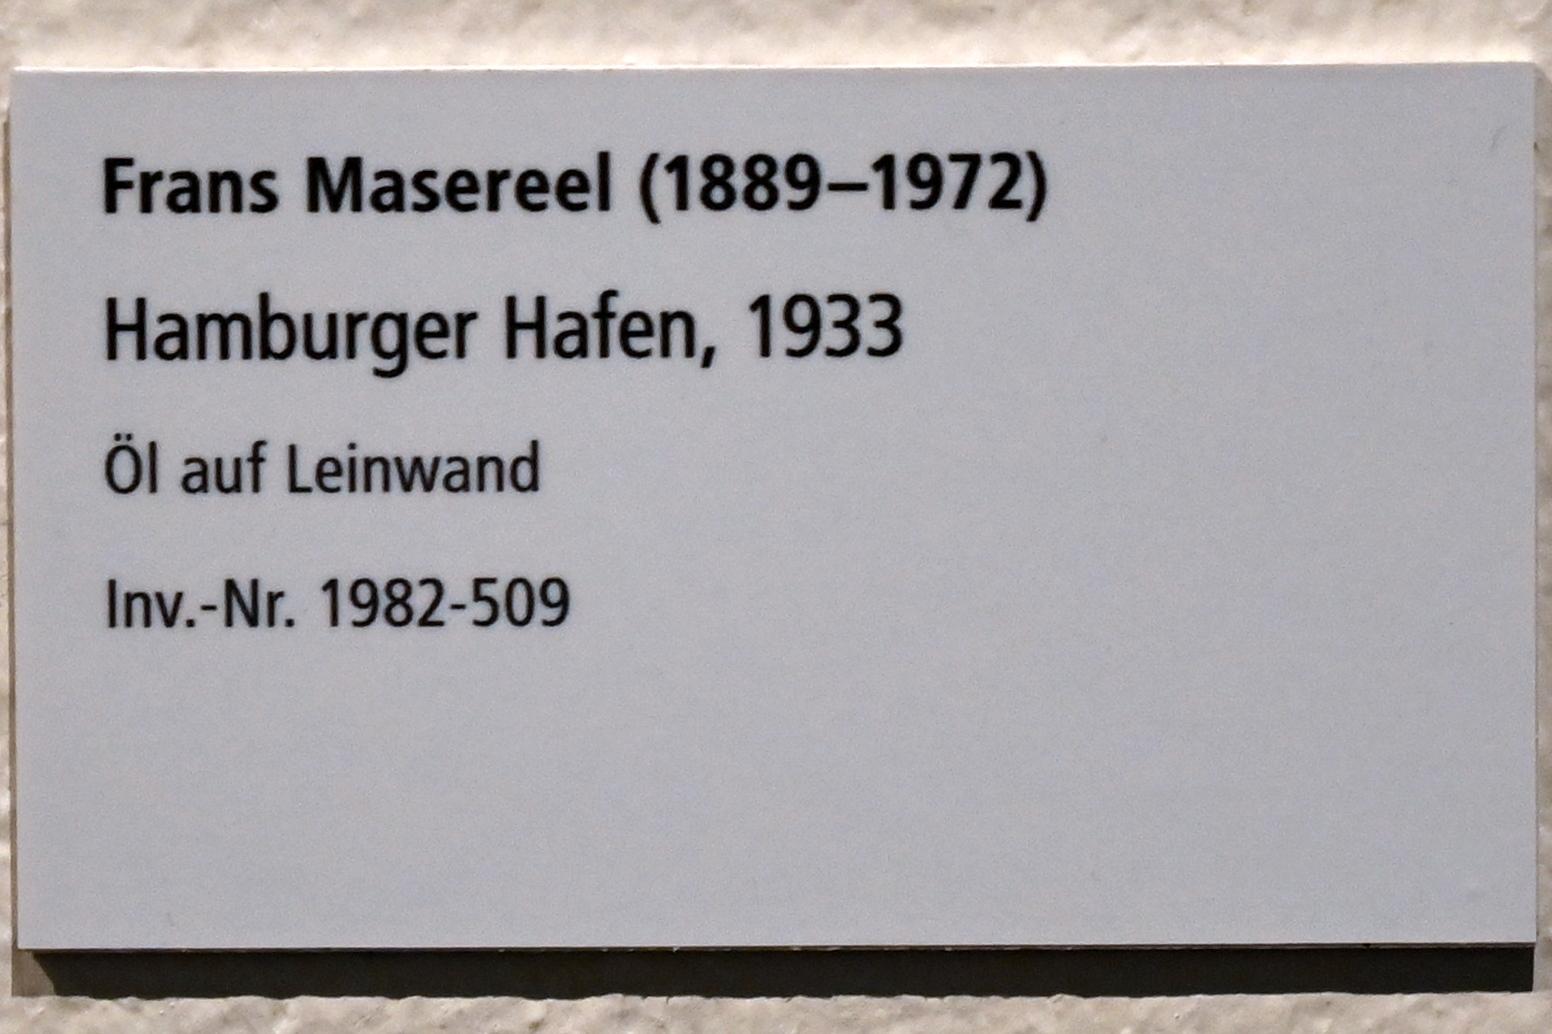 Frans Masereel (1889–1972)
Hamburger Hafen, 1933
Öl auf Leinwand
Inv.-Nr. 1982-509